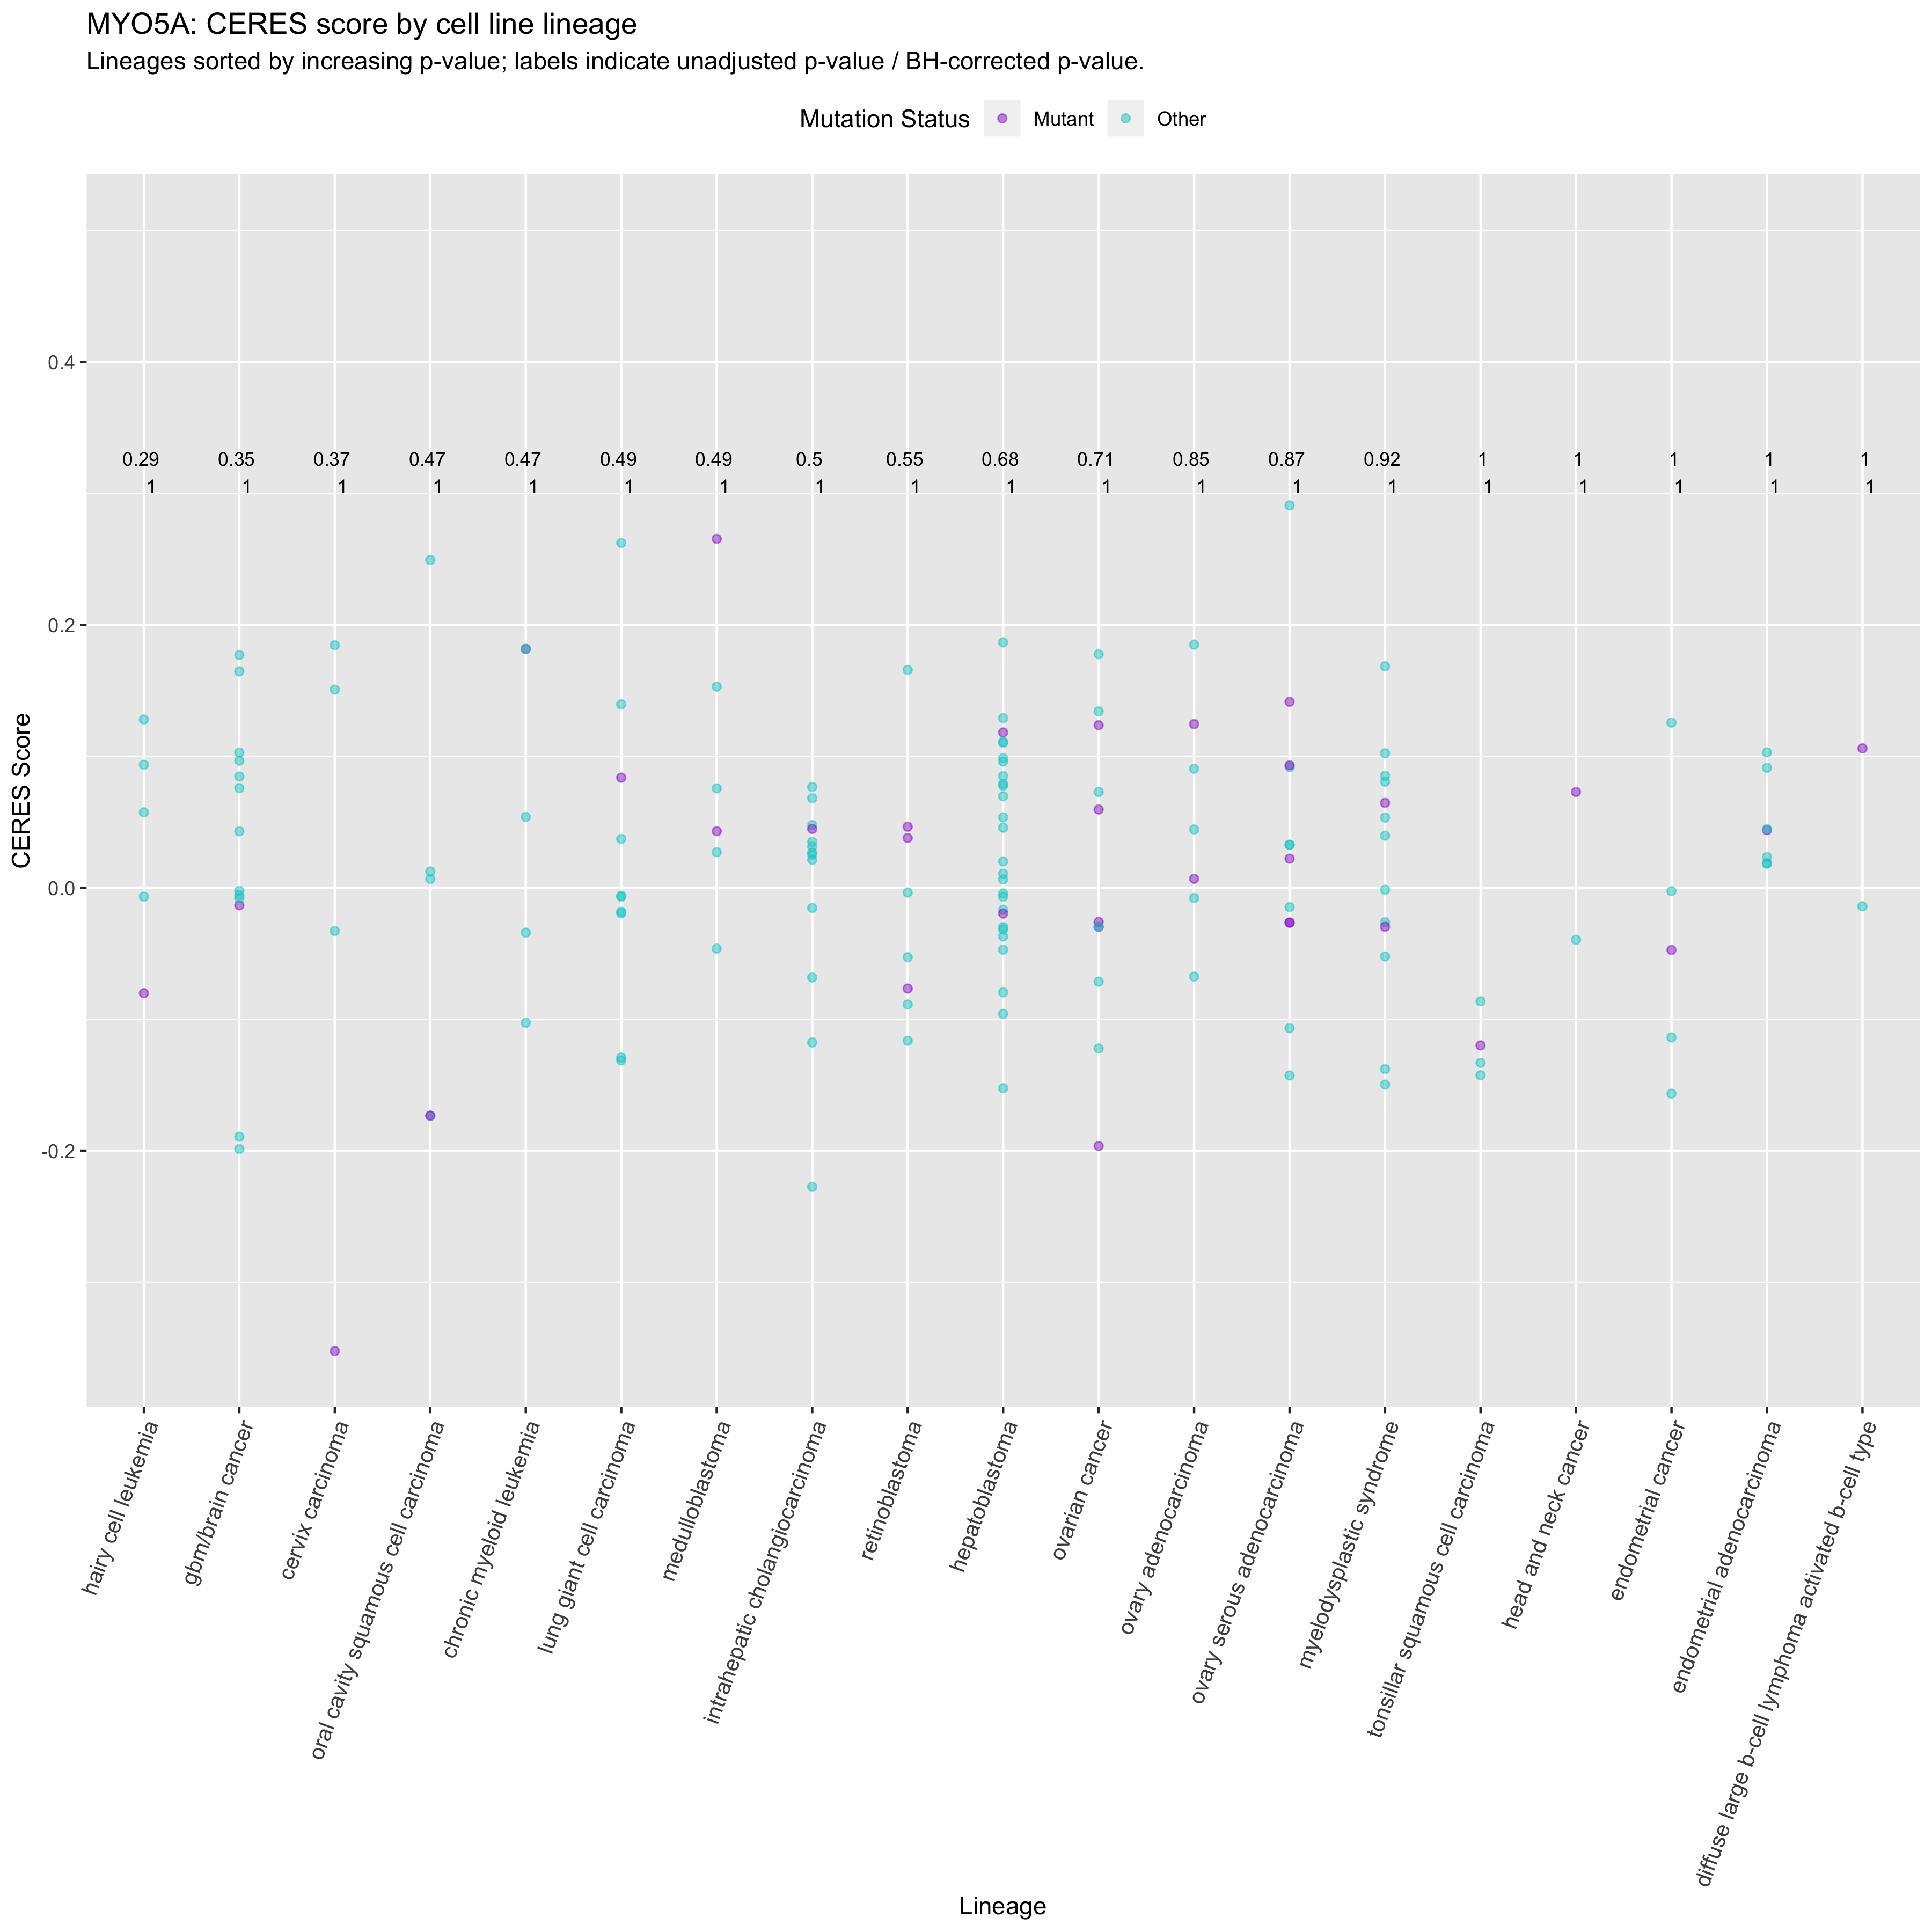 MYO5A: CERES score by cell line lineage
Lineages sorted by increasing p-value; labels indicate unadjusted p-value / BH-corrected p-value.
Mutation Status Mutant Other
CERES Score
0.4
0.2
0.0
-0.2
0.29 0.35 0.37 0.47 0.47 0.49 0.49 0.5 0.55 0.68 0.71 0.85 0.87 0.92 1 1 1 1 1
1 1 1 1 1 1 1 1 1 1 1 1 1 1 1 1 1 1 1
hairy cell leukemia
gbm/brain cancer
cervix carcinoma
oral cavity squamous cell carcinoma
chronic myeloid leukemia
lung giant cell carcinoma
medulloblastoma
intrahepatic cholangiocarcinoma
retinoblastoma
hepatoblastoma
ovarian cancer
ovary adenocarcinoma
ovary serous adenocarcinoma
myelodysplastic syndrome
tonsillar squamous cell carcinoma
head and neck cancer
endometrial cancer
endometrial adenocarcinoma
diffuse large b-cell lymphoma activated b-cell type
Lineage